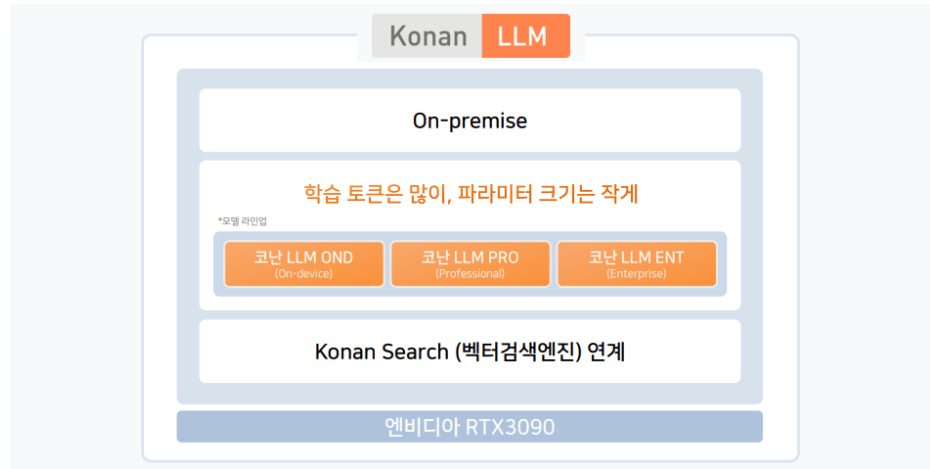 Konan LLM
On-premise
학습 토큰은 많이, 파라미터 크기는 작게
*모델 라인업
코난 LLM OND
(On-device)
코난 LLM PRO
(Professional)
코난 LLM ENT
(Enterprise)
Konan Search (벡터검색엔진) 연계
엔비디아 RTX3090